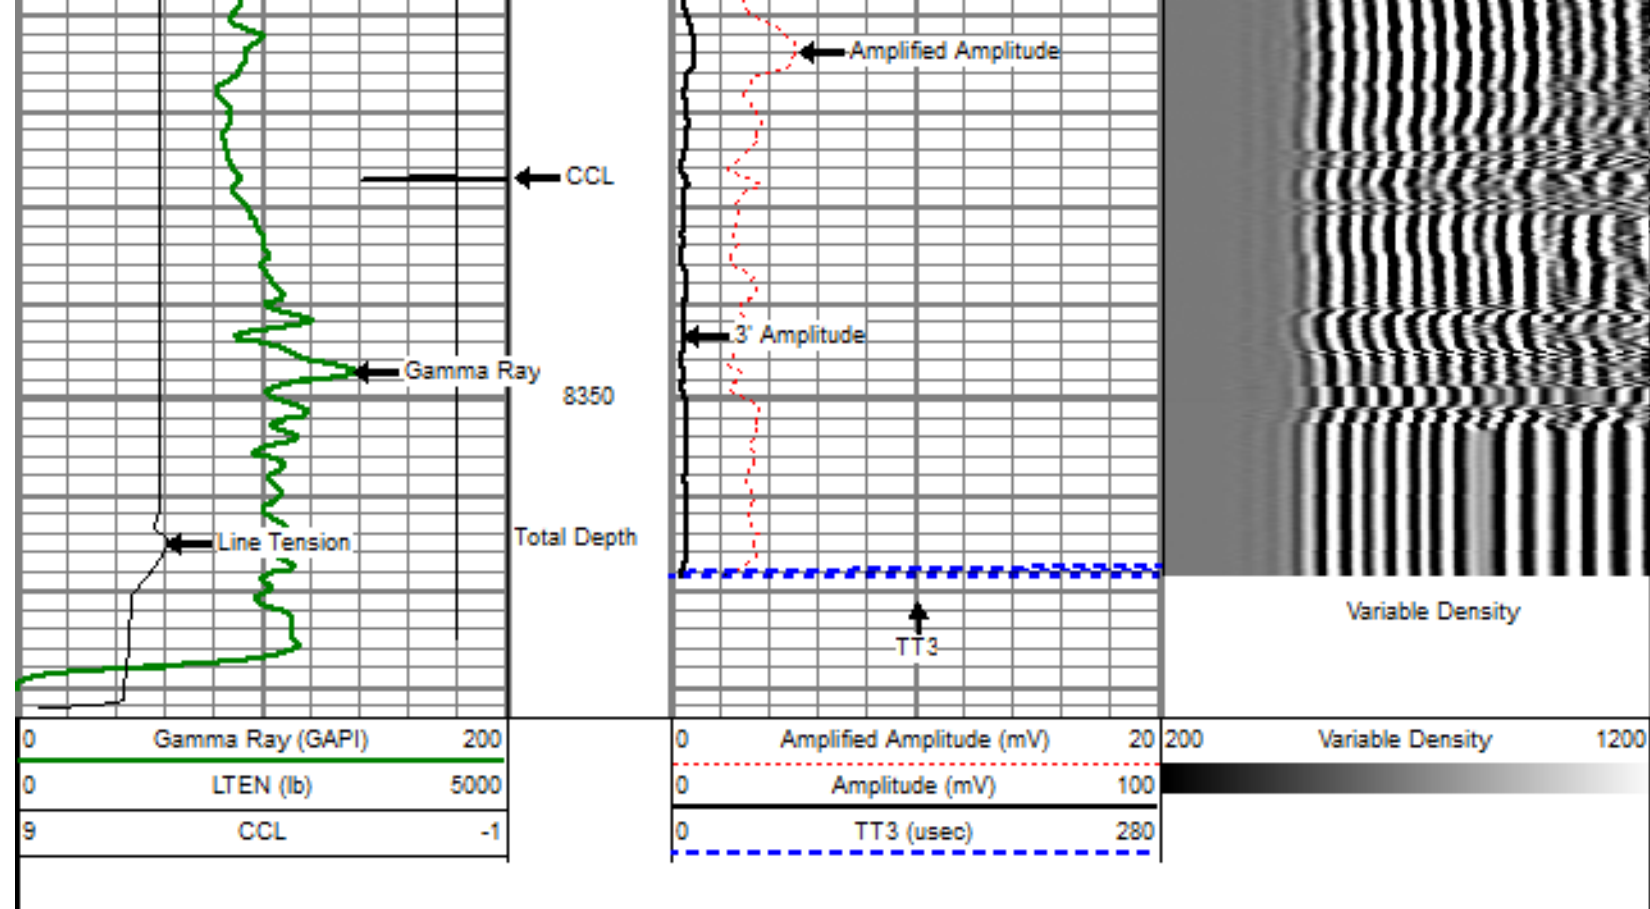 Amplified Amplitude
CCL
3' Amplitude
Gamma Ray
8350
Line Tension
Total Depth
Variable Density
TT3
0 Gamma Ray (GAPI) 200
0 Amplified Amplitude (mV) 20
200 Variable Density 1200
0 LTEN (lb) 5000
0 Amplitude (mV) 100
9 CCL -1
0 TT3 (usec) 280